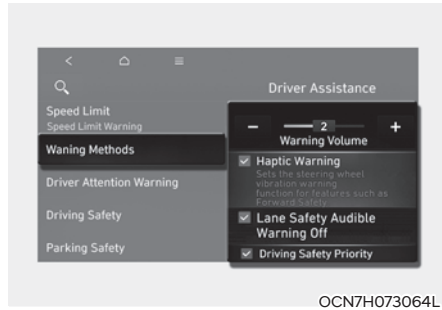 Driver Assistance
Speed Limit
Speed Limit Warning
Waning Methods
Driver Attention Warning
Driving Safety
Parking Safety
2
Warning Volume
Haptic Warning
Sets the steering wheel
vibration warning
function for features such as
Forward Safety
Lane Safety Audible
Warning Off
Driving Safety Priority
OCN7H073064L